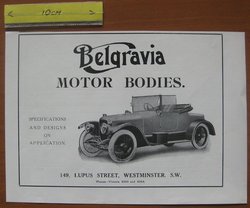 10CM
Belgravia
MOTOR BODIES.
SPECIFICATIONS
AND DESIGNS
ON
APPLICATION.
149, LUPUS STREET, WESTMINSTER. S.W.